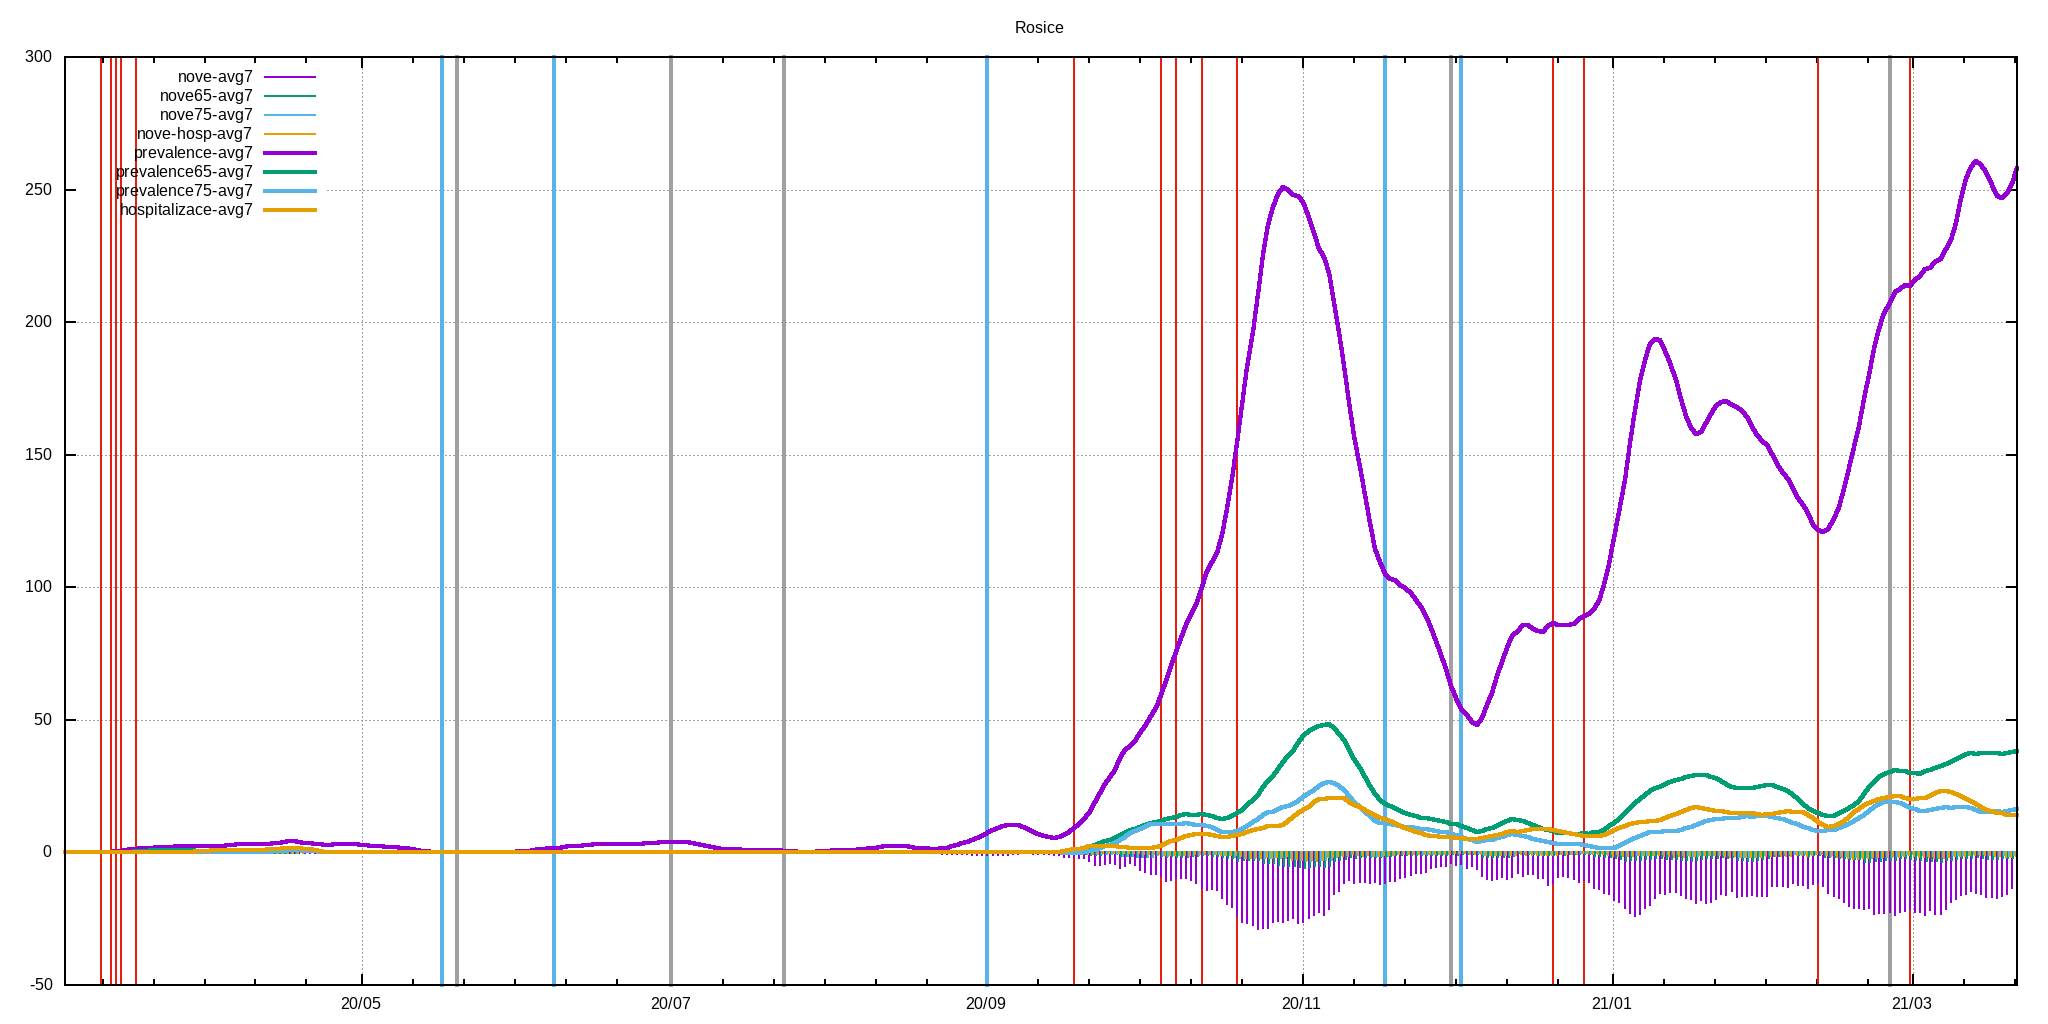 Rosice
300
250
200
150
100
50
0
-50
nove-avg7
nove65-avg7
nove75-avg7
nove-hosp-avg7
prevalence-avg7
prevalence65-avg7
prevalence75-avg7
hospitalizace-avg7
20/05 20/07 20/09 20/11 21/01 21/03